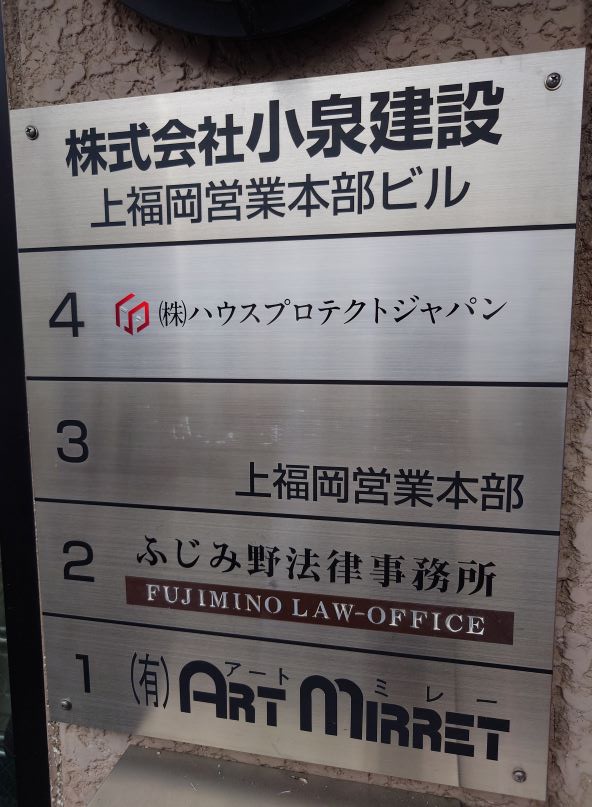 株式会社小泉建設
上福岡営業本部ビル
4 ㈱ハウスプロテクトジャパン
3 上福岡営業本部
2 ふじみ野法律事務所
FUJIMINO LAW-OFFICE
アート ミレー
1 ㈲ ART MIRRET